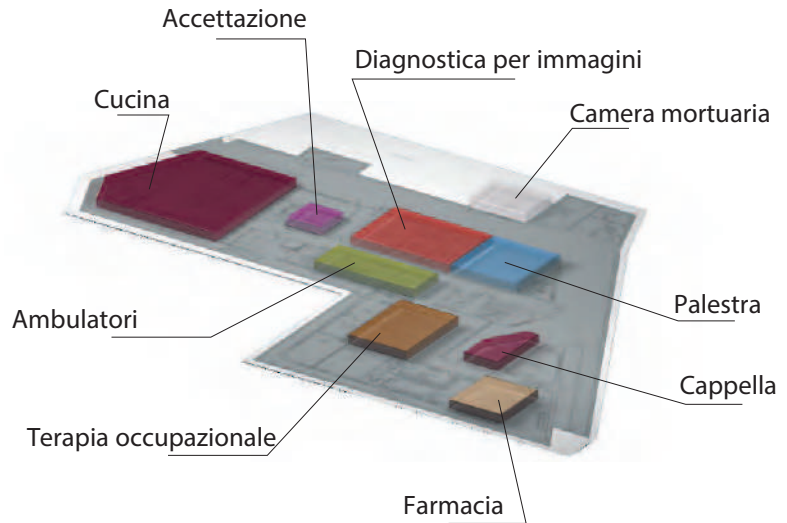 Accettazione
Diagnostica per immagini
Cucina
Camera mortuaria
Ambulatori
Palestra
Cappella
Terapia occupazionale
Farmacia